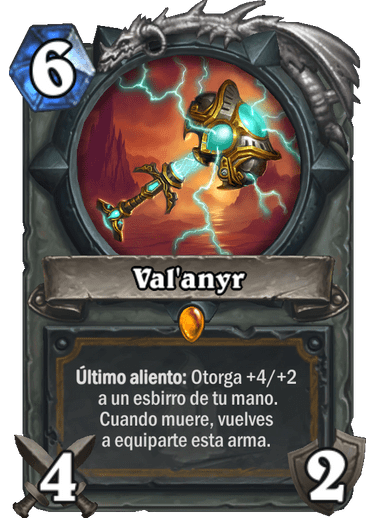 6
Val'anyr
Último aliento: Otorga +4/+2
a un esbirro de tu mano.
Cuando muere, vuelves
a equiparte esta arma.
4
2